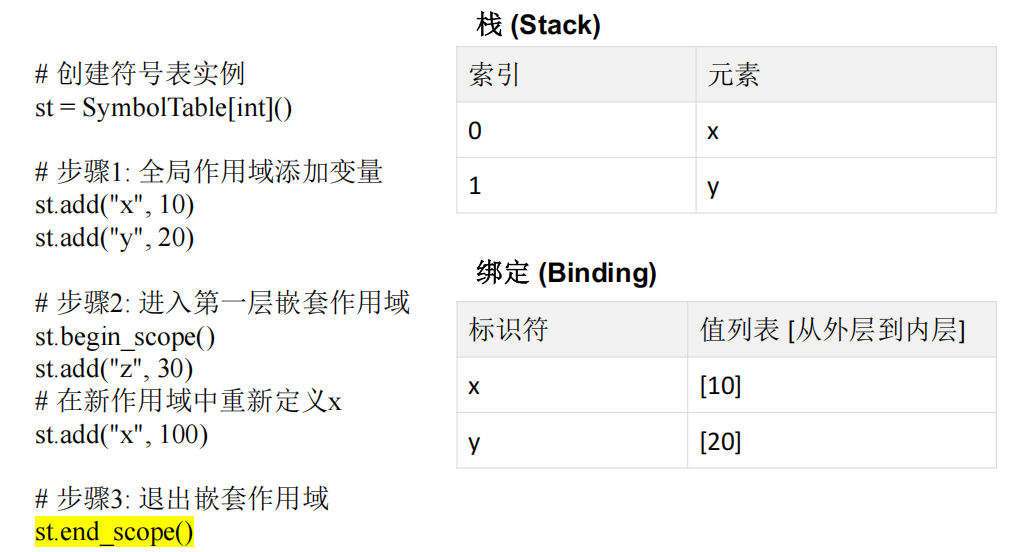 # 创建符号表实例
st = SymbolTable[int]()
# 步骤1: 全局作用域添加变量
st.add("x", 10)
st.add("y", 20)
# 步骤2: 进入第一层嵌套作用域
st.begin_scope()
st.add("z", 30)
# 在新作用域中重新定义x
st.add("x", 100)
# 步骤3: 退出嵌套作用域
st.end_scope()
栈 (Stack)
索引 元素
0 x
1 y
绑定 (Binding)
标识符 值列表 [从外层到内层]
x [10]
y [20]